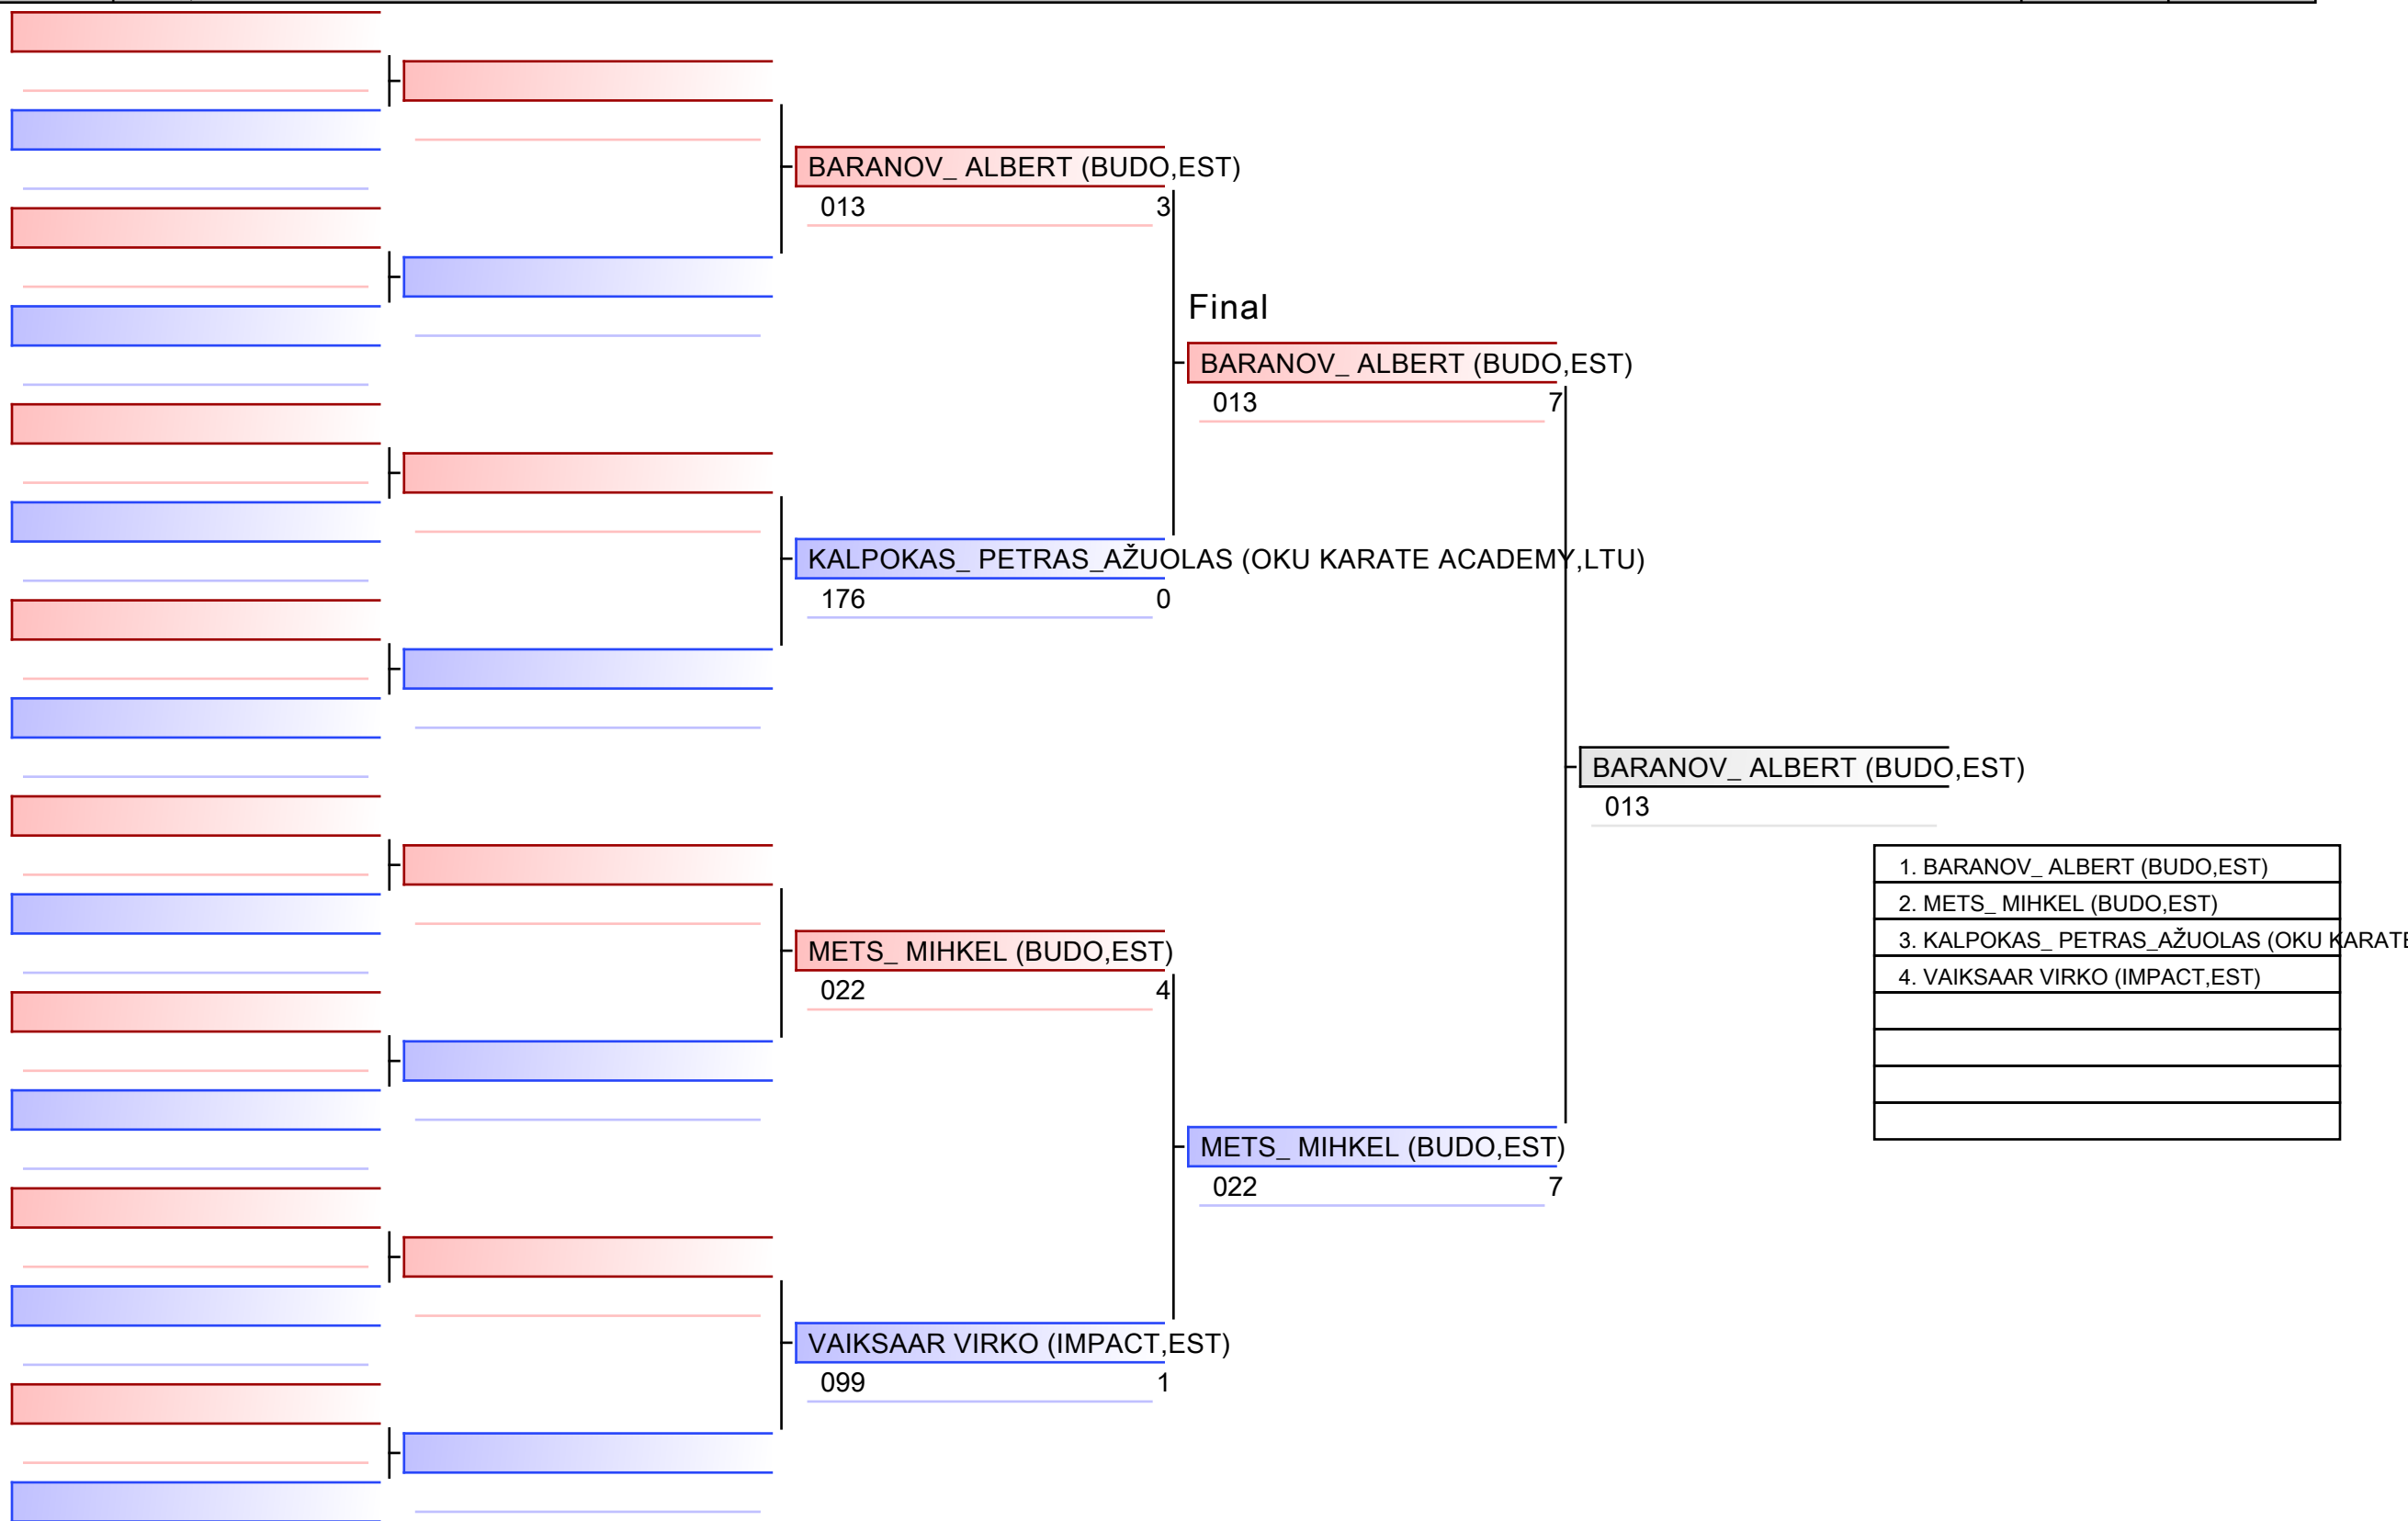 BARANOV_ ALBERT (BUDO,EST)
013 3
Final
BARANOV_ ALBERT (BUDO,EST)
013 7
KALPOKAS_ PETRAS_AŽUOLAS (OKU KARATE ACADEMY,LTU)
176 0
BARANOV_ ALBERT (BUDO,EST)
013
1. BARANOV_ ALBERT (BUDO,EST)
2. METS_ MIHKEL (BUDO,EST)
3. KALPOKAS_ PETRAS_AŽUOLAS (OKU KARATE
4. VAIKSAAR VIRKO (IMPACT,EST)
METS_ MIHKEL (BUDO,EST)
022 4
METS_ MIHKEL (BUDO,EST)
022 7
VAIKSAAR VIRKO (IMPACT,EST)
099 1